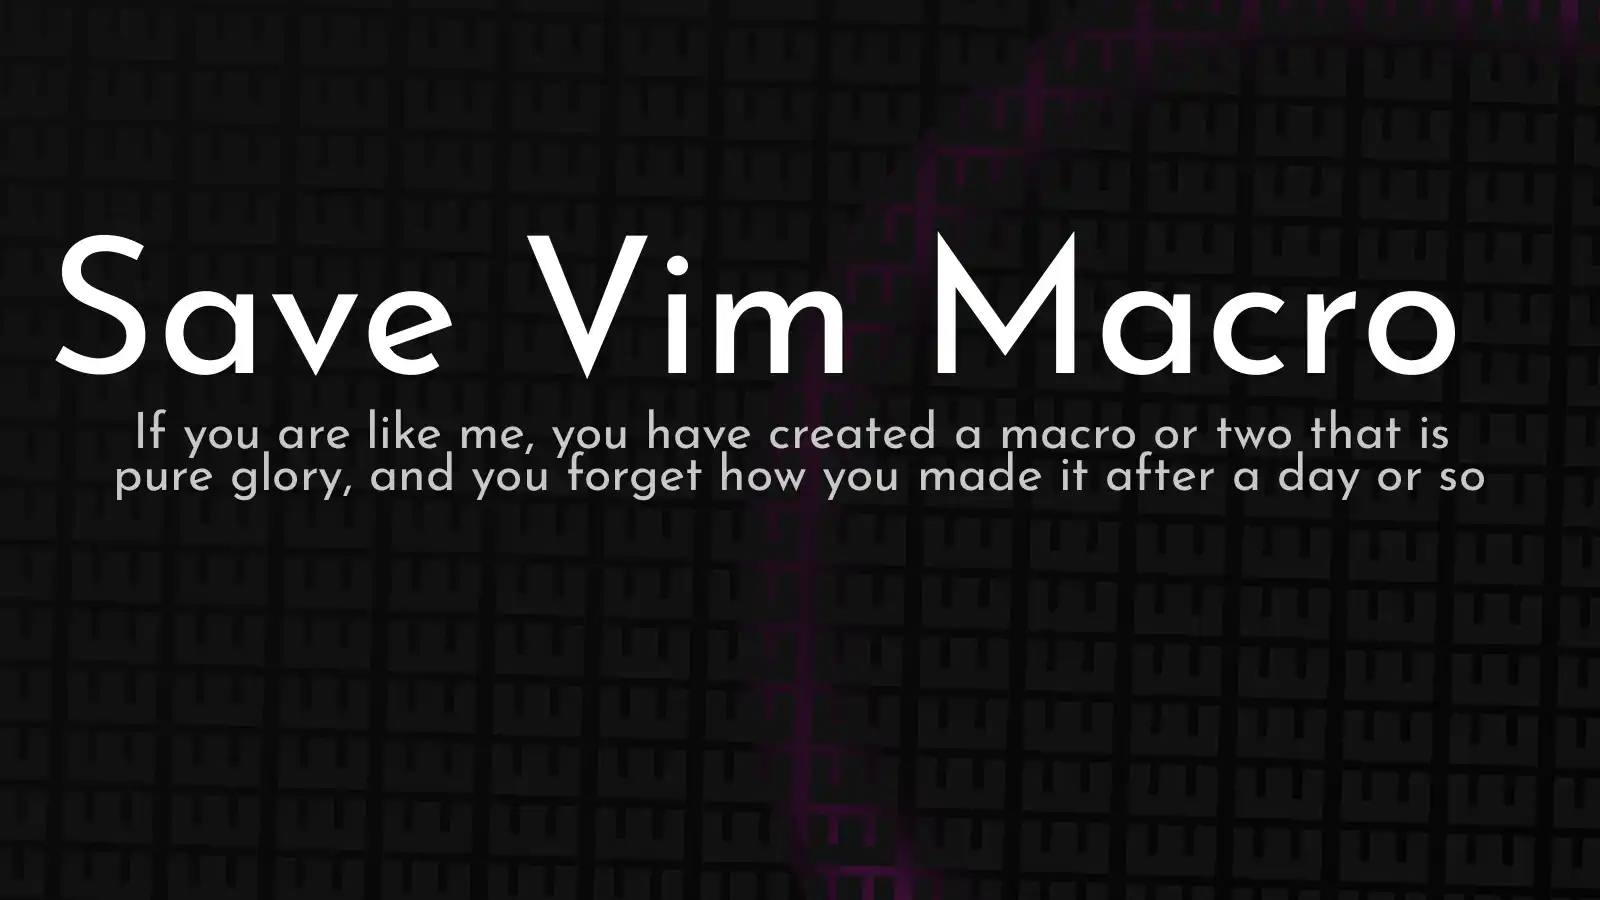 Save Vim Macro
If you are like me, you have created a macro or two that is
pure glory, and you forget how you made it after a day or so